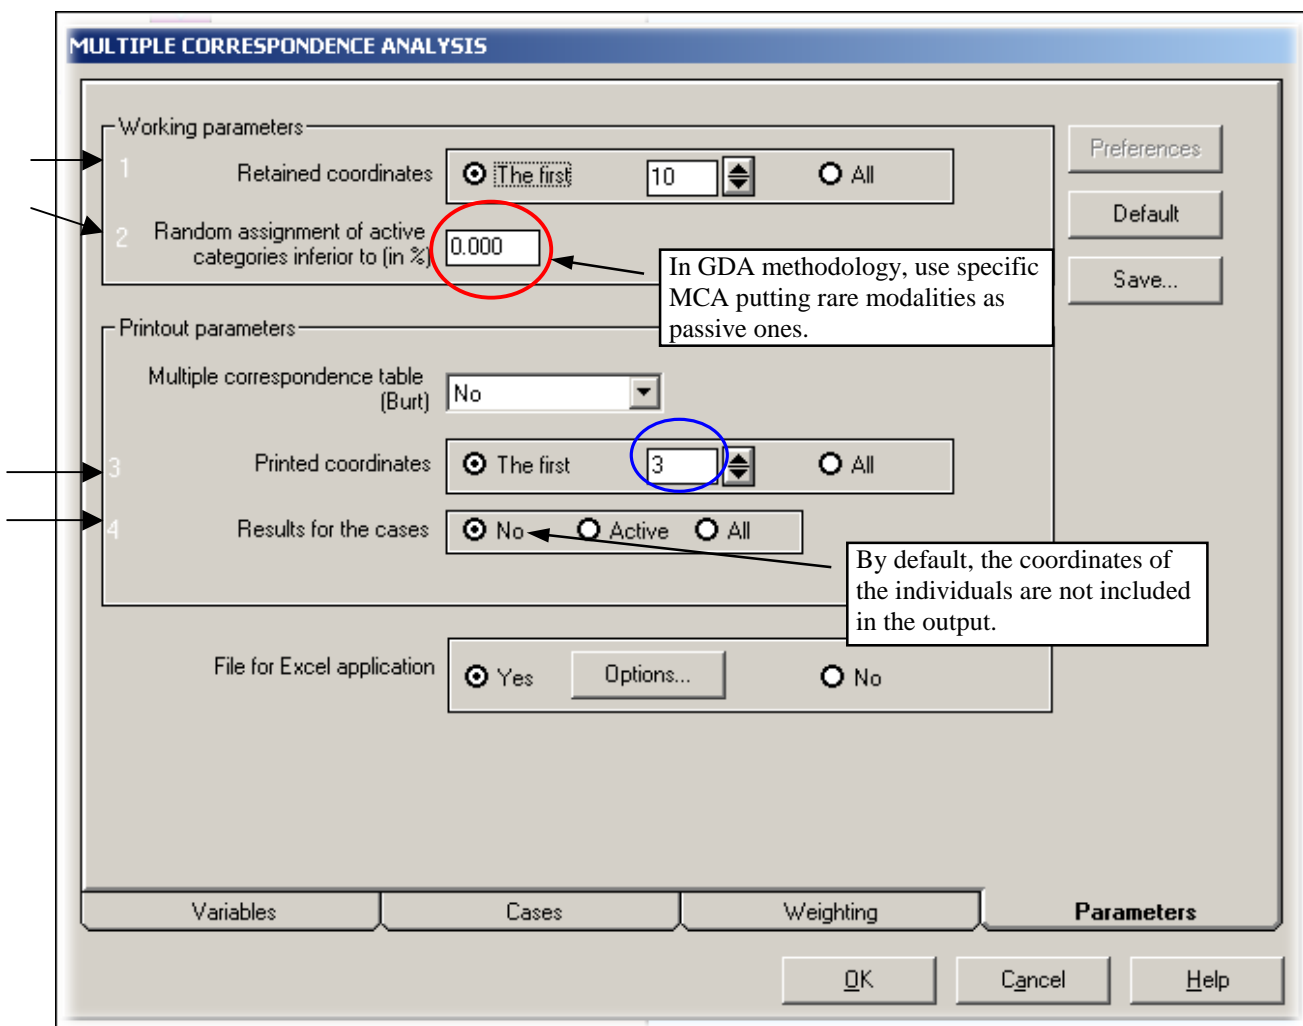 MULTIPLE CORRESPONDENCE ANALYSIS
Working parameters
1 Retained coordinates The first 10 All
2 Random assignment of active
categories inferior to (in %) 0.000
In GDA methodology, use specific
MCA putting rare modalities as
passive ones.
Preferences
Default
Save...
Printout parameters
Multiple correspondence table
(Burt) No
3 Printed coordinates The first 3 All
4 Results for the cases No Active All
By default, the coordinates of
the individuals are not included
in the output.
File for Excel application Yes Options... No
Variables Cases Weighting Parameters
OK Cancel Help